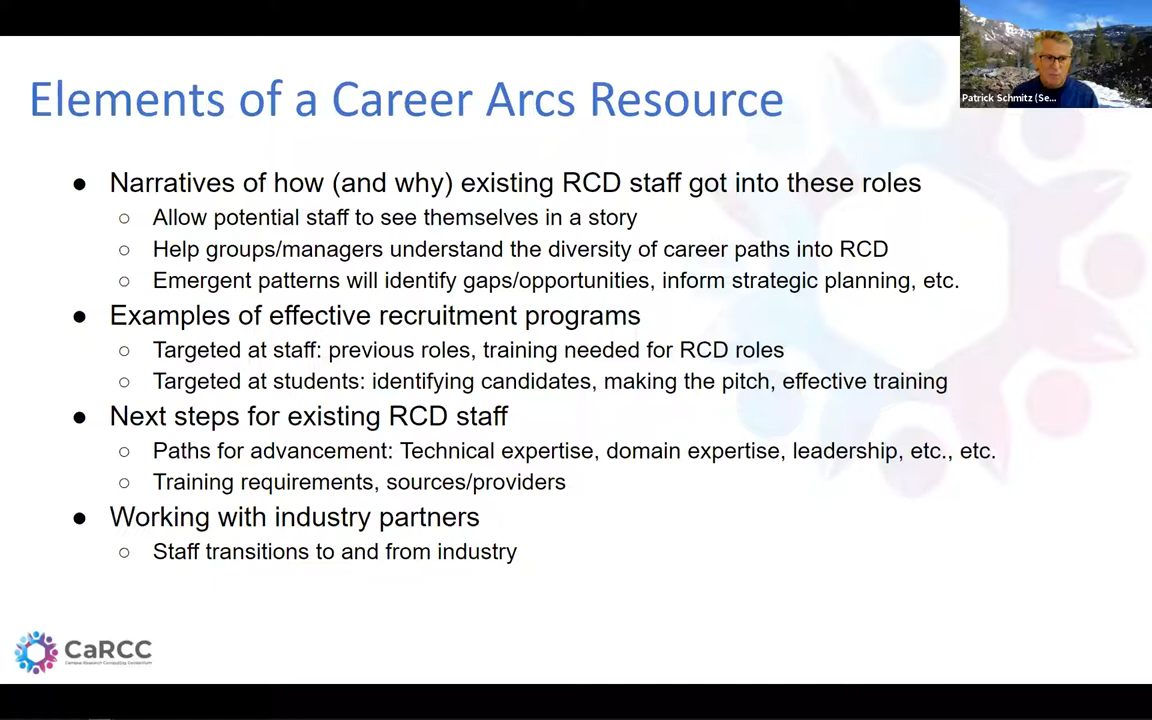 Elements of a Career Arcs Resource
Patrick Schmitz (Se...
● Narratives of how (and why) existing RCD staff got into these roles
○ Allow potential staff to see themselves in a story
○ Help groups/managers understand the diversity of career paths into RCD
○ Emergent patterns will identify gaps/opportunities, inform strategic planning, etc.
● Examples of effective recruitment programs
○ Targeted at staff: previous roles, training needed for RCD roles
○ Targeted at students: identifying candidates, making the pitch, effective training
● Next steps for existing RCD staff
○ Paths for advancement: Technical expertise, domain expertise, leadership, etc., etc.
○ Training requirements, sources/providers
● Working with industry partners
○ Staff transitions to and from industry
CaRCC
Campus Research Computing Consortium